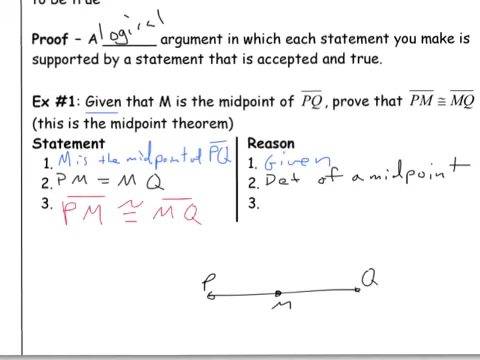 to be true
Proof - A logical argument in which each statement you make is
supported by a statement that is accepted and true.
Ex #1: Given that M is the midpoint of PQ, prove that PM ≅ MQ
(this is the midpoint theorem)
Statement Reason
1. M is the midpoint of PQ 1. Given
2. PM = MQ 2. Def of a midpoint
3. PM ≅ MQ 3.
P Q
M